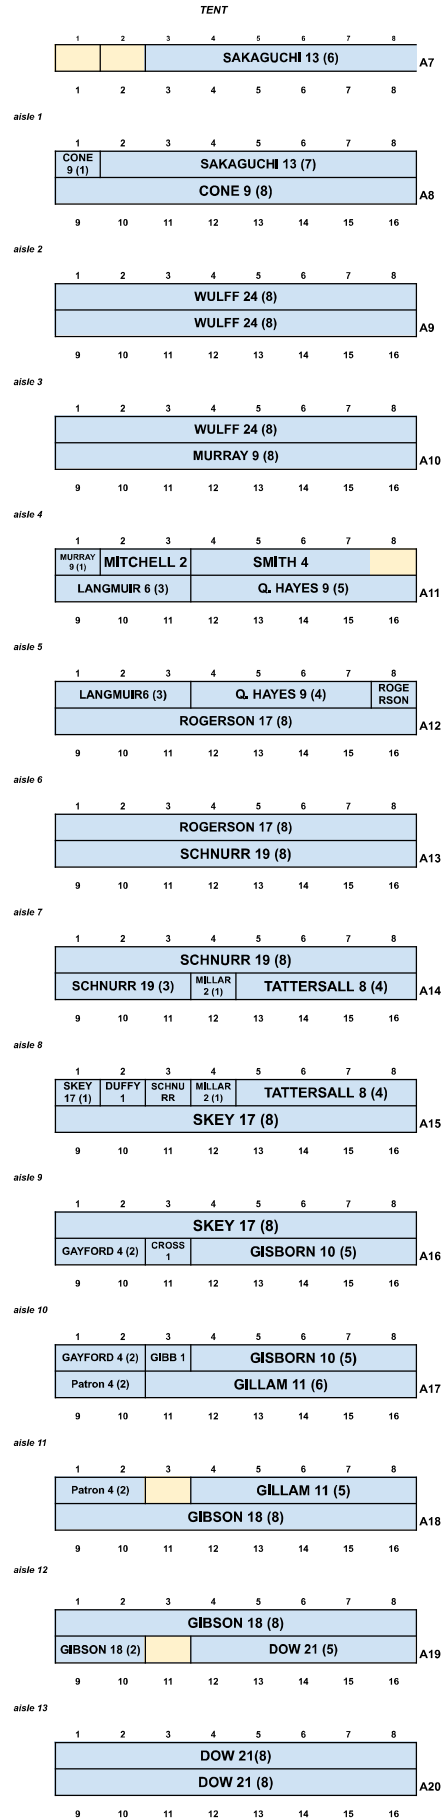 TENT
1 2 3 4 5 6 7 8
SAKAGUCHI 13 (6)
A7
1 2 3 4 5 6 7 8
aisle 1
1 2 3 4 5 6 7 8
CONE 9 (1) SAKAGUCHI 13 (7)
CONE 9 (8)
A8
9 10 11 12 13 14 15 16
aisle 2
1 2 3 4 5 6 7 8
WULFF 24 (8)
WULFF 24 (8)
A9
9 10 11 12 13 14 15 16
aisle 3
1 2 3 4 5 6 7 8
WULFF 24 (8)
MURRAY 9 (8)
A10
9 10 11 12 13 14 15 16
aisle 4
1 2 3 4 5 6 7 8
MURRAY 9 (1) MITCHELL 2 SMITH 4
LANGMUIR 6 (3) Q. HAYES 9 (5)
A11
9 10 11 12 13 14 15 16
aisle 5
1 2 3 4 5 6 7 8
LANGMUIR6 (3) Q. HAYES 9 (4) ROGE RSON
ROGERSON 17 (8)
A12
9 10 11 12 13 14 15 16
aisle 6
1 2 3 4 5 6 7 8
ROGERSON 17 (8)
SCHNURR 19 (8)
A13
9 10 11 12 13 14 15 16
aisle 7
1 2 3 4 5 6 7 8
SCHNURR 19 (8)
SCHNURR 19 (3) MILLAR 2 (1) TATTERSALL 8 (4)
A14
9 10 11 12 13 14 15 16
aisle 8
1 2 3 4 5 6 7 8
SKEY 17 (1) DUFFY 1 SCHNU RR MILLAR 2 (1) TATTERSALL 8 (4)
SKEY 17 (8)
A15
9 10 11 12 13 14 15 16
aisle 9
1 2 3 4 5 6 7 8
SKEY 17 (8)
GAYFORD 4 (2) CROSS 1 GISBORN 10 (5)
A16
9 10 11 12 13 14 15 16
aisle 10
1 2 3 4 5 6 7 8
GAYFORD 4 (2) GIBB 1 GISBORN 10 (5)
Patron 4 (2) GILLAM 11 (6)
A17
9 10 11 12 13 14 15 16
aisle 11
1 2 3 4 5 6 7 8
Patron 4 (2) GILLAM 11 (5)
GIBSON 18 (8)
A18
9 10 11 12 13 14 15 16
aisle 12
1 2 3 4 5 6 7 8
GIBSON 18 (8)
GIBSON 18 (2) DOW 21 (5)
A19
9 10 11 12 13 14 15 16
aisle 13
1 2 3 4 5 6 7 8
DOW 21(8)
DOW 21 (8)
A20
9 10 11 12 13 14 15 16